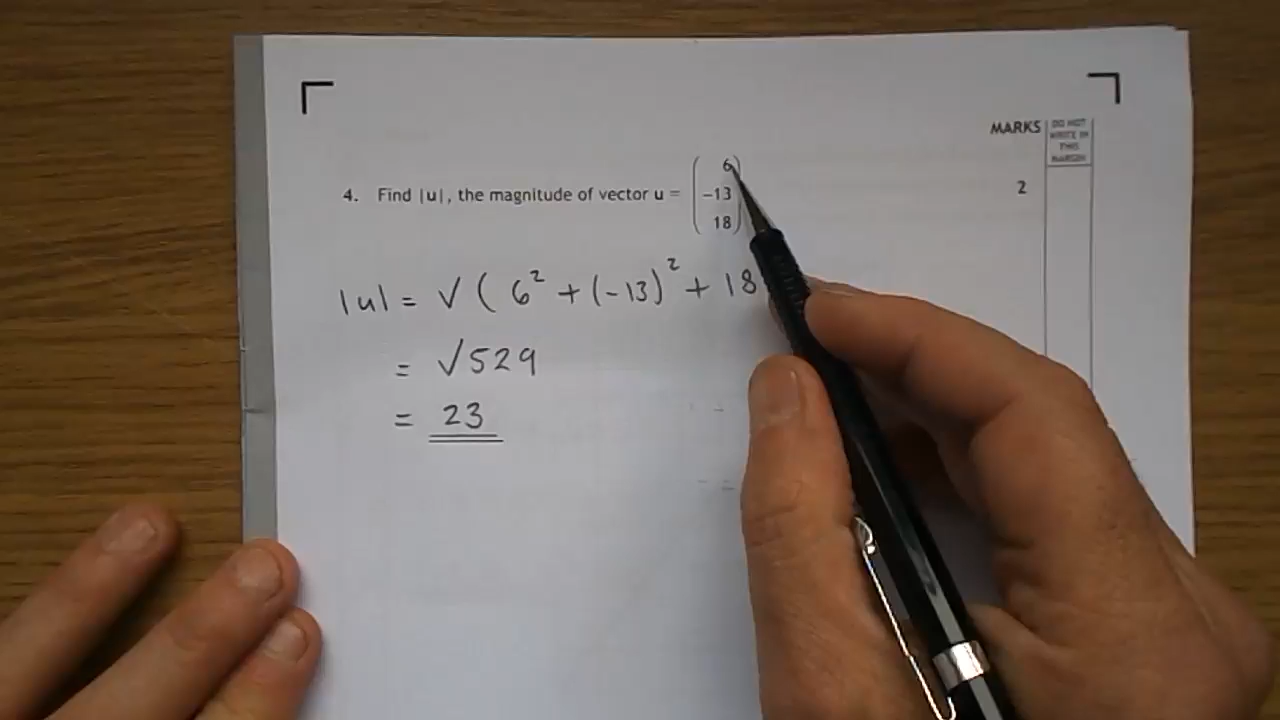 MARKS
DO NOT
WRITE IN
THIS
MARGIN
4. Find |u|, the magnitude of vector u = ( 6
−13
18 )
2
|u| = √( 6² + (-13)² + 18
= √529
= 23